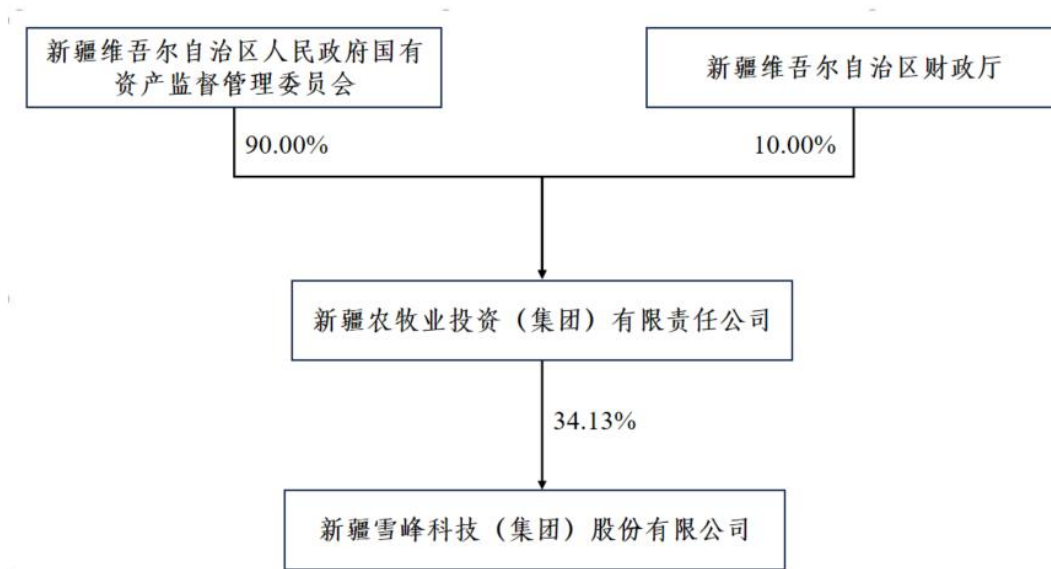 新疆维吾尔自治区人民政府国有
资产监督管理委员会
新疆维吾尔自治区财政厅
90.00%
10.00%
新疆农牧业投资（集团）有限责任公司
34.13%
新疆雪峰科技（集团）股份有限公司